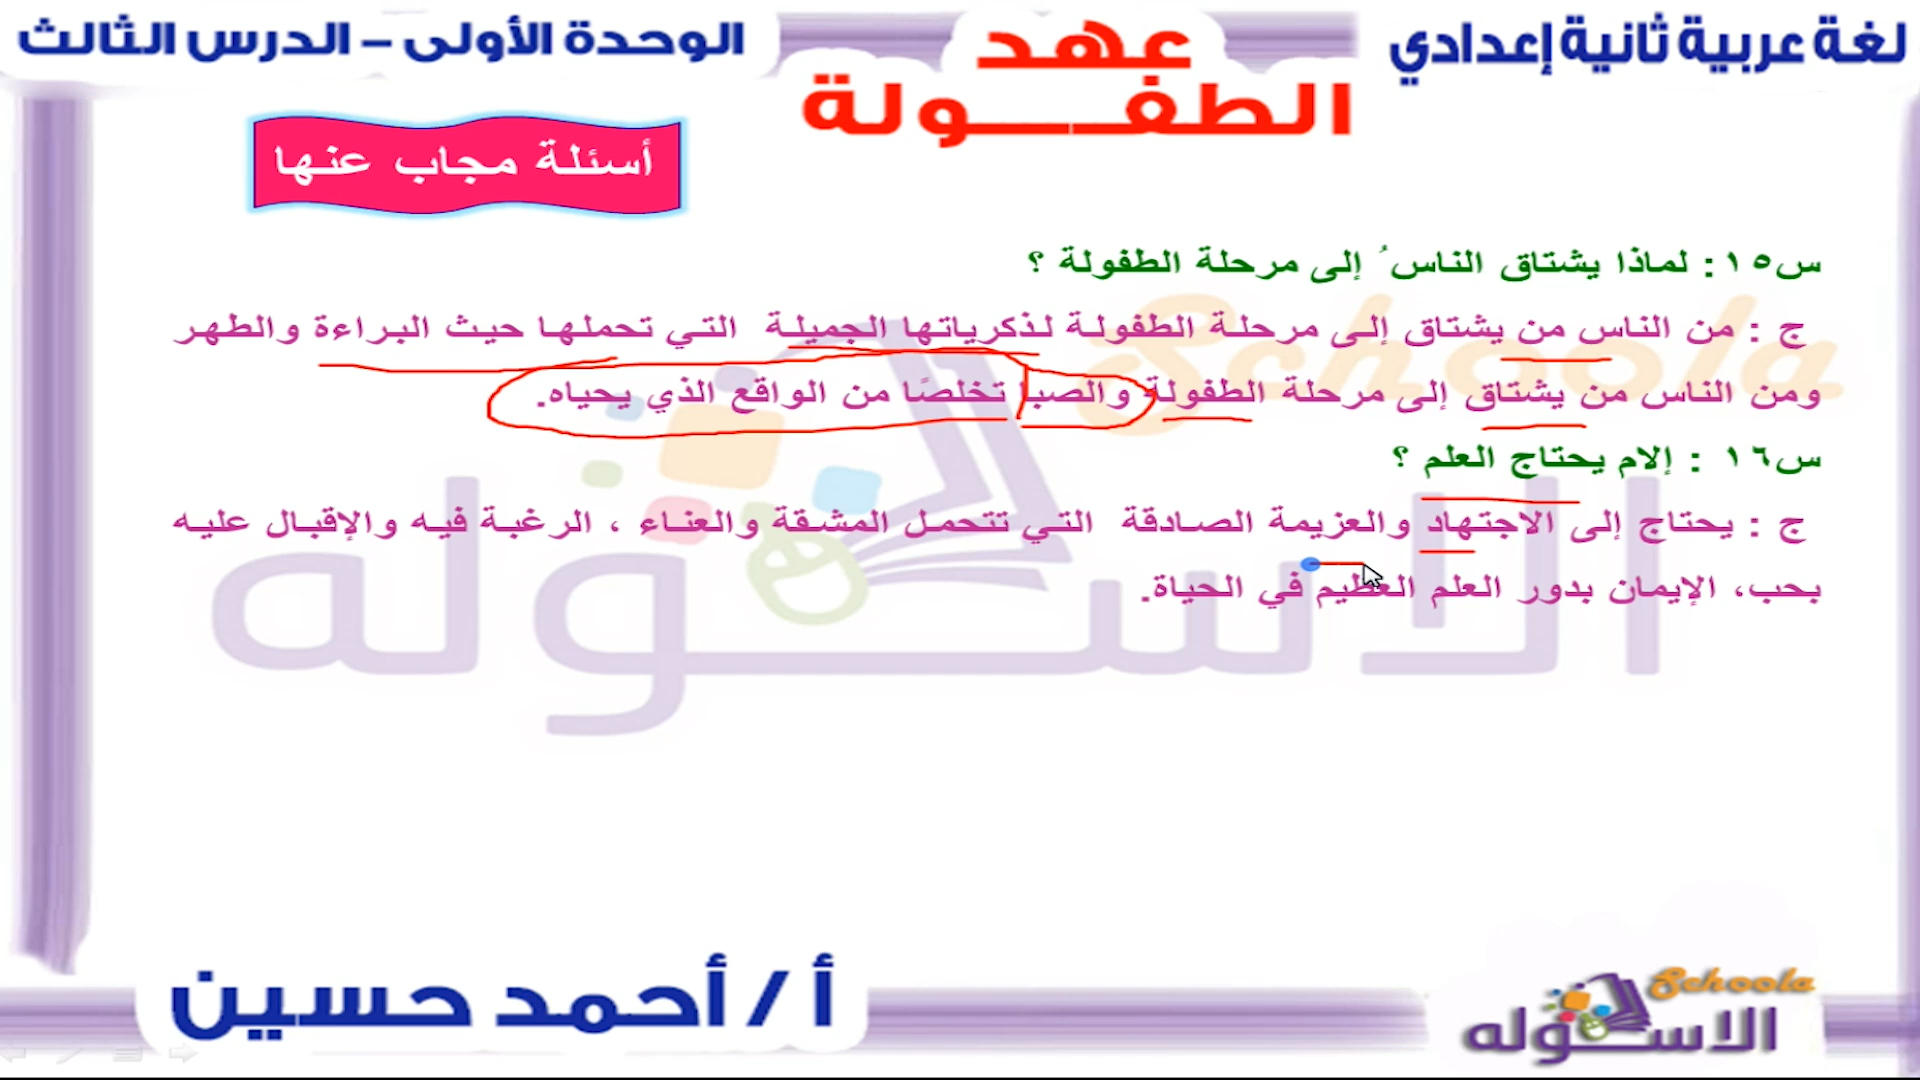 لغة عربية ثانية إعدادي
عهد
الطفـــولة
الوحدة الأولى – الدرس الثالث
أسئلة مجاب عنها
س١٥: لماذا يشتاق الناسُ إلى مرحلة الطفولة ؟
ج : من الناس من يشتاق إلى مرحلة الطفولة لذكرياتها الجميلة التي تحملها حيث البراءة والطهر
ومن الناس من يشتاق إلى مرحلة الطفولة والصبا تخلصًا من الواقع الذي يحياه.
س١٦ : إلام يحتاج العلم ؟
ج : يحتاج إلى الاجتهاد والعزيمة الصادقة التي تتحمل المشقة والعناء ، الرغبة فيه والإقبال عليه
بحب، الإيمان بدور العلم العظيم في الحياة.
Schoola
الاسكوله
أ / أحمد حسين
Schoola
الاسكوله